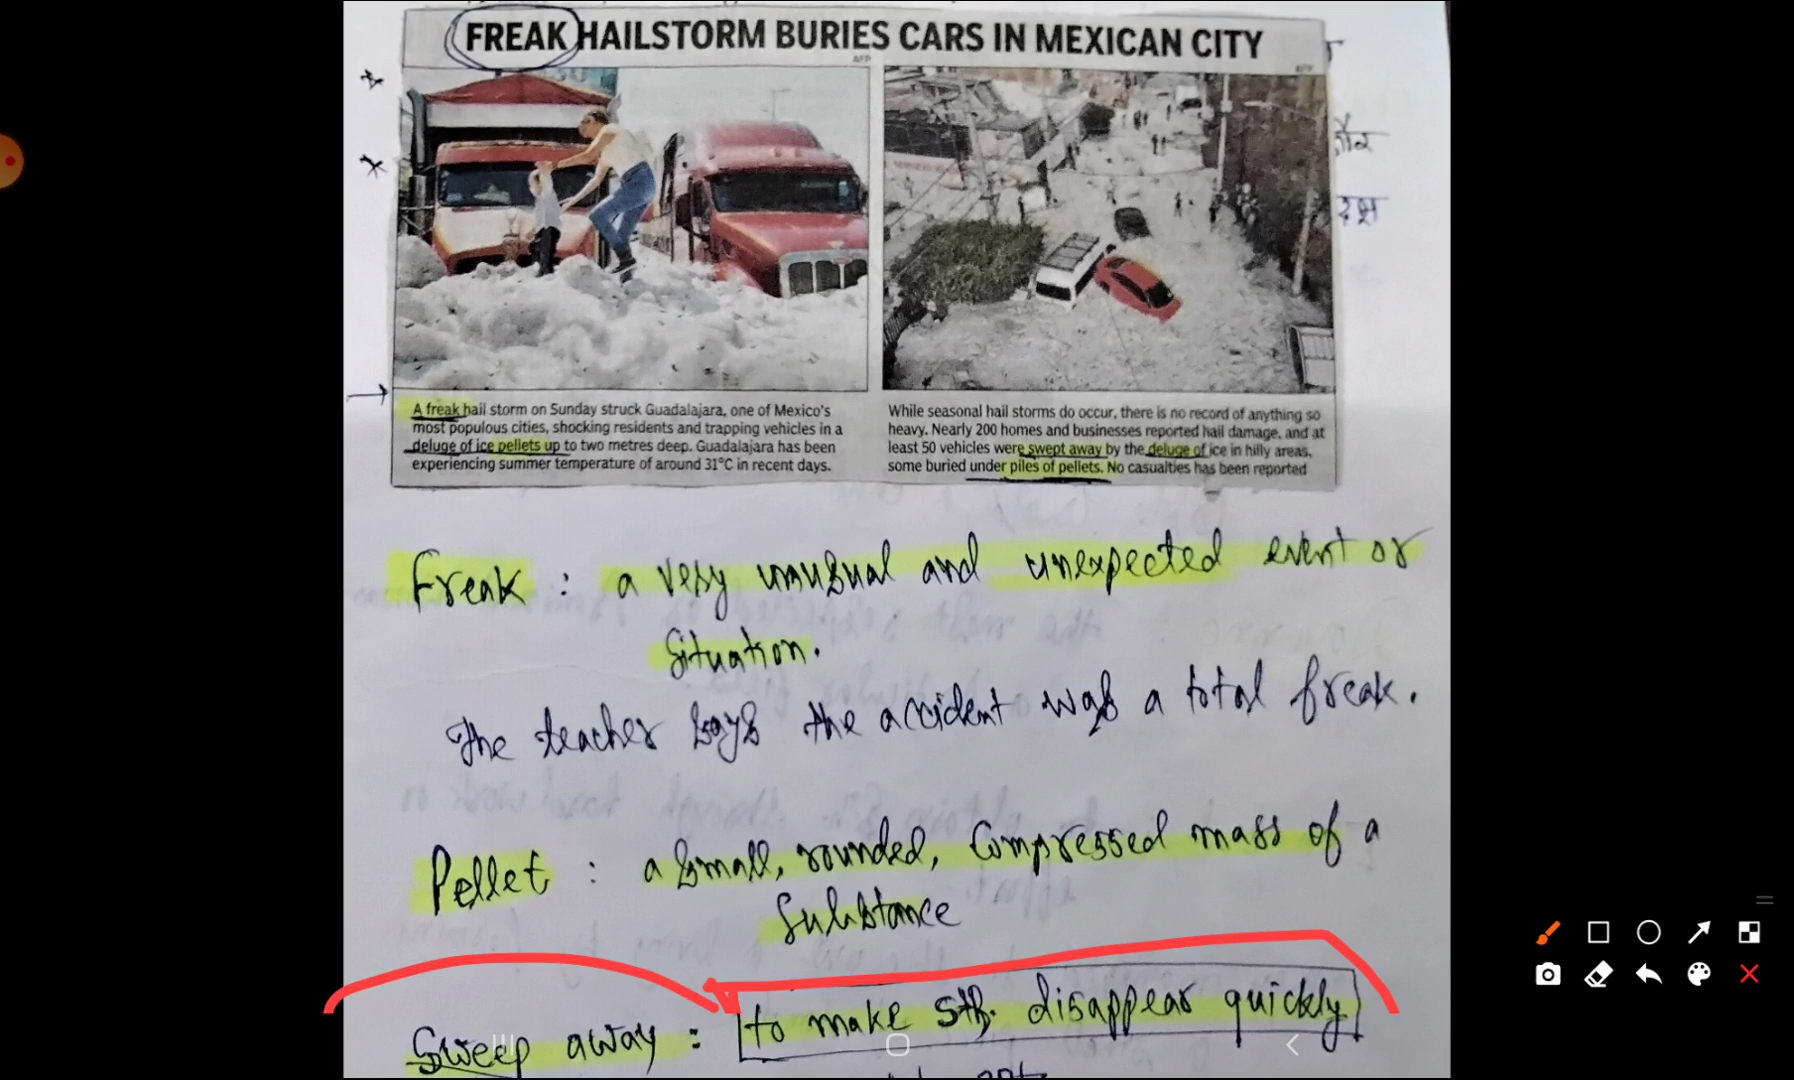 FREAK HAILSTORM BURIES CARS IN MEXICAN CITY
AFP
AFP
A freak hail storm on Sunday struck Guadalajara, one of Mexico's
most populous cities, shocking residents and trapping vehicles in a
deluge of ice pellets up to two metres deep. Guadalajara has been
experiencing summer temperature of around 31°C in recent days.
While seasonal hail storms do occur, there is no record of anything so
heavy. Nearly 200 homes and businesses reported hail damage, and at
least 50 vehicles were swept away by the deluge of ice in hilly areas,
some buried under piles of pellets. No casualties has been reported
Freak : a very unusual and unexpected event or
situation.
The teacher says the accident was a total freak.
Pellet : a small, rounded, compressed mass of a
substance
Sweep away : to make sth. disappear quickly